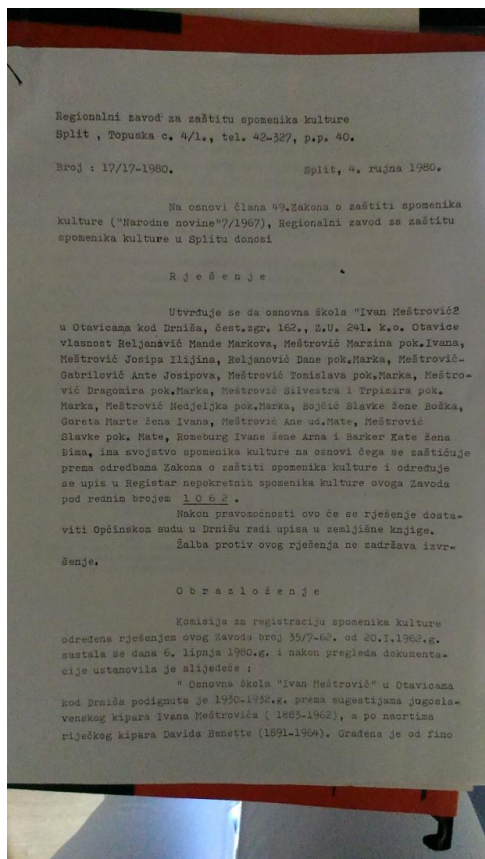 Regionalni zavod za zaštitu spomenika kulture
Split , Topuska c. 4/1., tel. 42-327, p.p. 40.
Broj : 17/17-1980. Split, 4. rujna 1980.
Na osnovi člana 49.Zakona o zaštiti spomenika
kulture ("Narodne novine"7/1967), Regionalni zavod za zaštitu
spomenika kulture u Splitu donosi
R j e š e n j e
Utvrđuje se da osnovna škola "Ivan Meštrović2
u Otavicama kod Drniša, čest.zgr. 162., Z.U. 241. k.o. Otavice
vlasnost Reljanović Mande Markova, Meštrović Marzina pok.Ivana,
Meštrović Josipa Ilijina, Reljanović Dane pok.Marka, Meštrović-
Gabrilović Ante Josipova, Meštrović Tomislava pok.Marka, Meštro-
vić Dragomira pok.Marka, Meštrović Silvestra i Trpimira pok.
Marka, Meštrović Nedjeljka pok.Marka, Bojčić Slavke žene Boška,
Goreta Marte žena Ivana, Meštrović Ane ud.Mate, Meštrović
Slavke pok. Mate, Romeburg Ivane žene Arna i Barker Kate žena
Đima, ima svojstvo spomenika kulture na osnovi čega se zaštićuje
prema odredbama Zakona o zaštiti spomenika kulture i određuje
se upis u Registar nepokretnih spomenika kulture ovoga Zavoda
pod rednim brojem 1 0 6 2 .
Nakon pravomoćnosti ovo će se rješenje dosta-
viti Općinskom sudu u Drnišu radi upisa u zemljišne knjige.
Žalba protiv ovog rješenja ne zadržava izvr-
šenje.
O b r a z l o ž e n j e
Komisija za registraciju spomenika kulture
određena rješenjem ovog Zavoda broj 35/7-62. od 20.I.1962.g.
sastala se dana 6. lipnja 1980.g. i nakon pregleda dokumenta-
cije ustanovila je slijedeće :
" Osnovna škola "Ivan Meštrović" u Otavicama
kod Drniša podignuta je 1930-1932.g. prema sugestijama jugosla-
venskog kipara Ivana Meštrovića ( 1883-1962), a po nacrtima
riječkog kipara Davida Benette (1891-1964). Građena je od fino